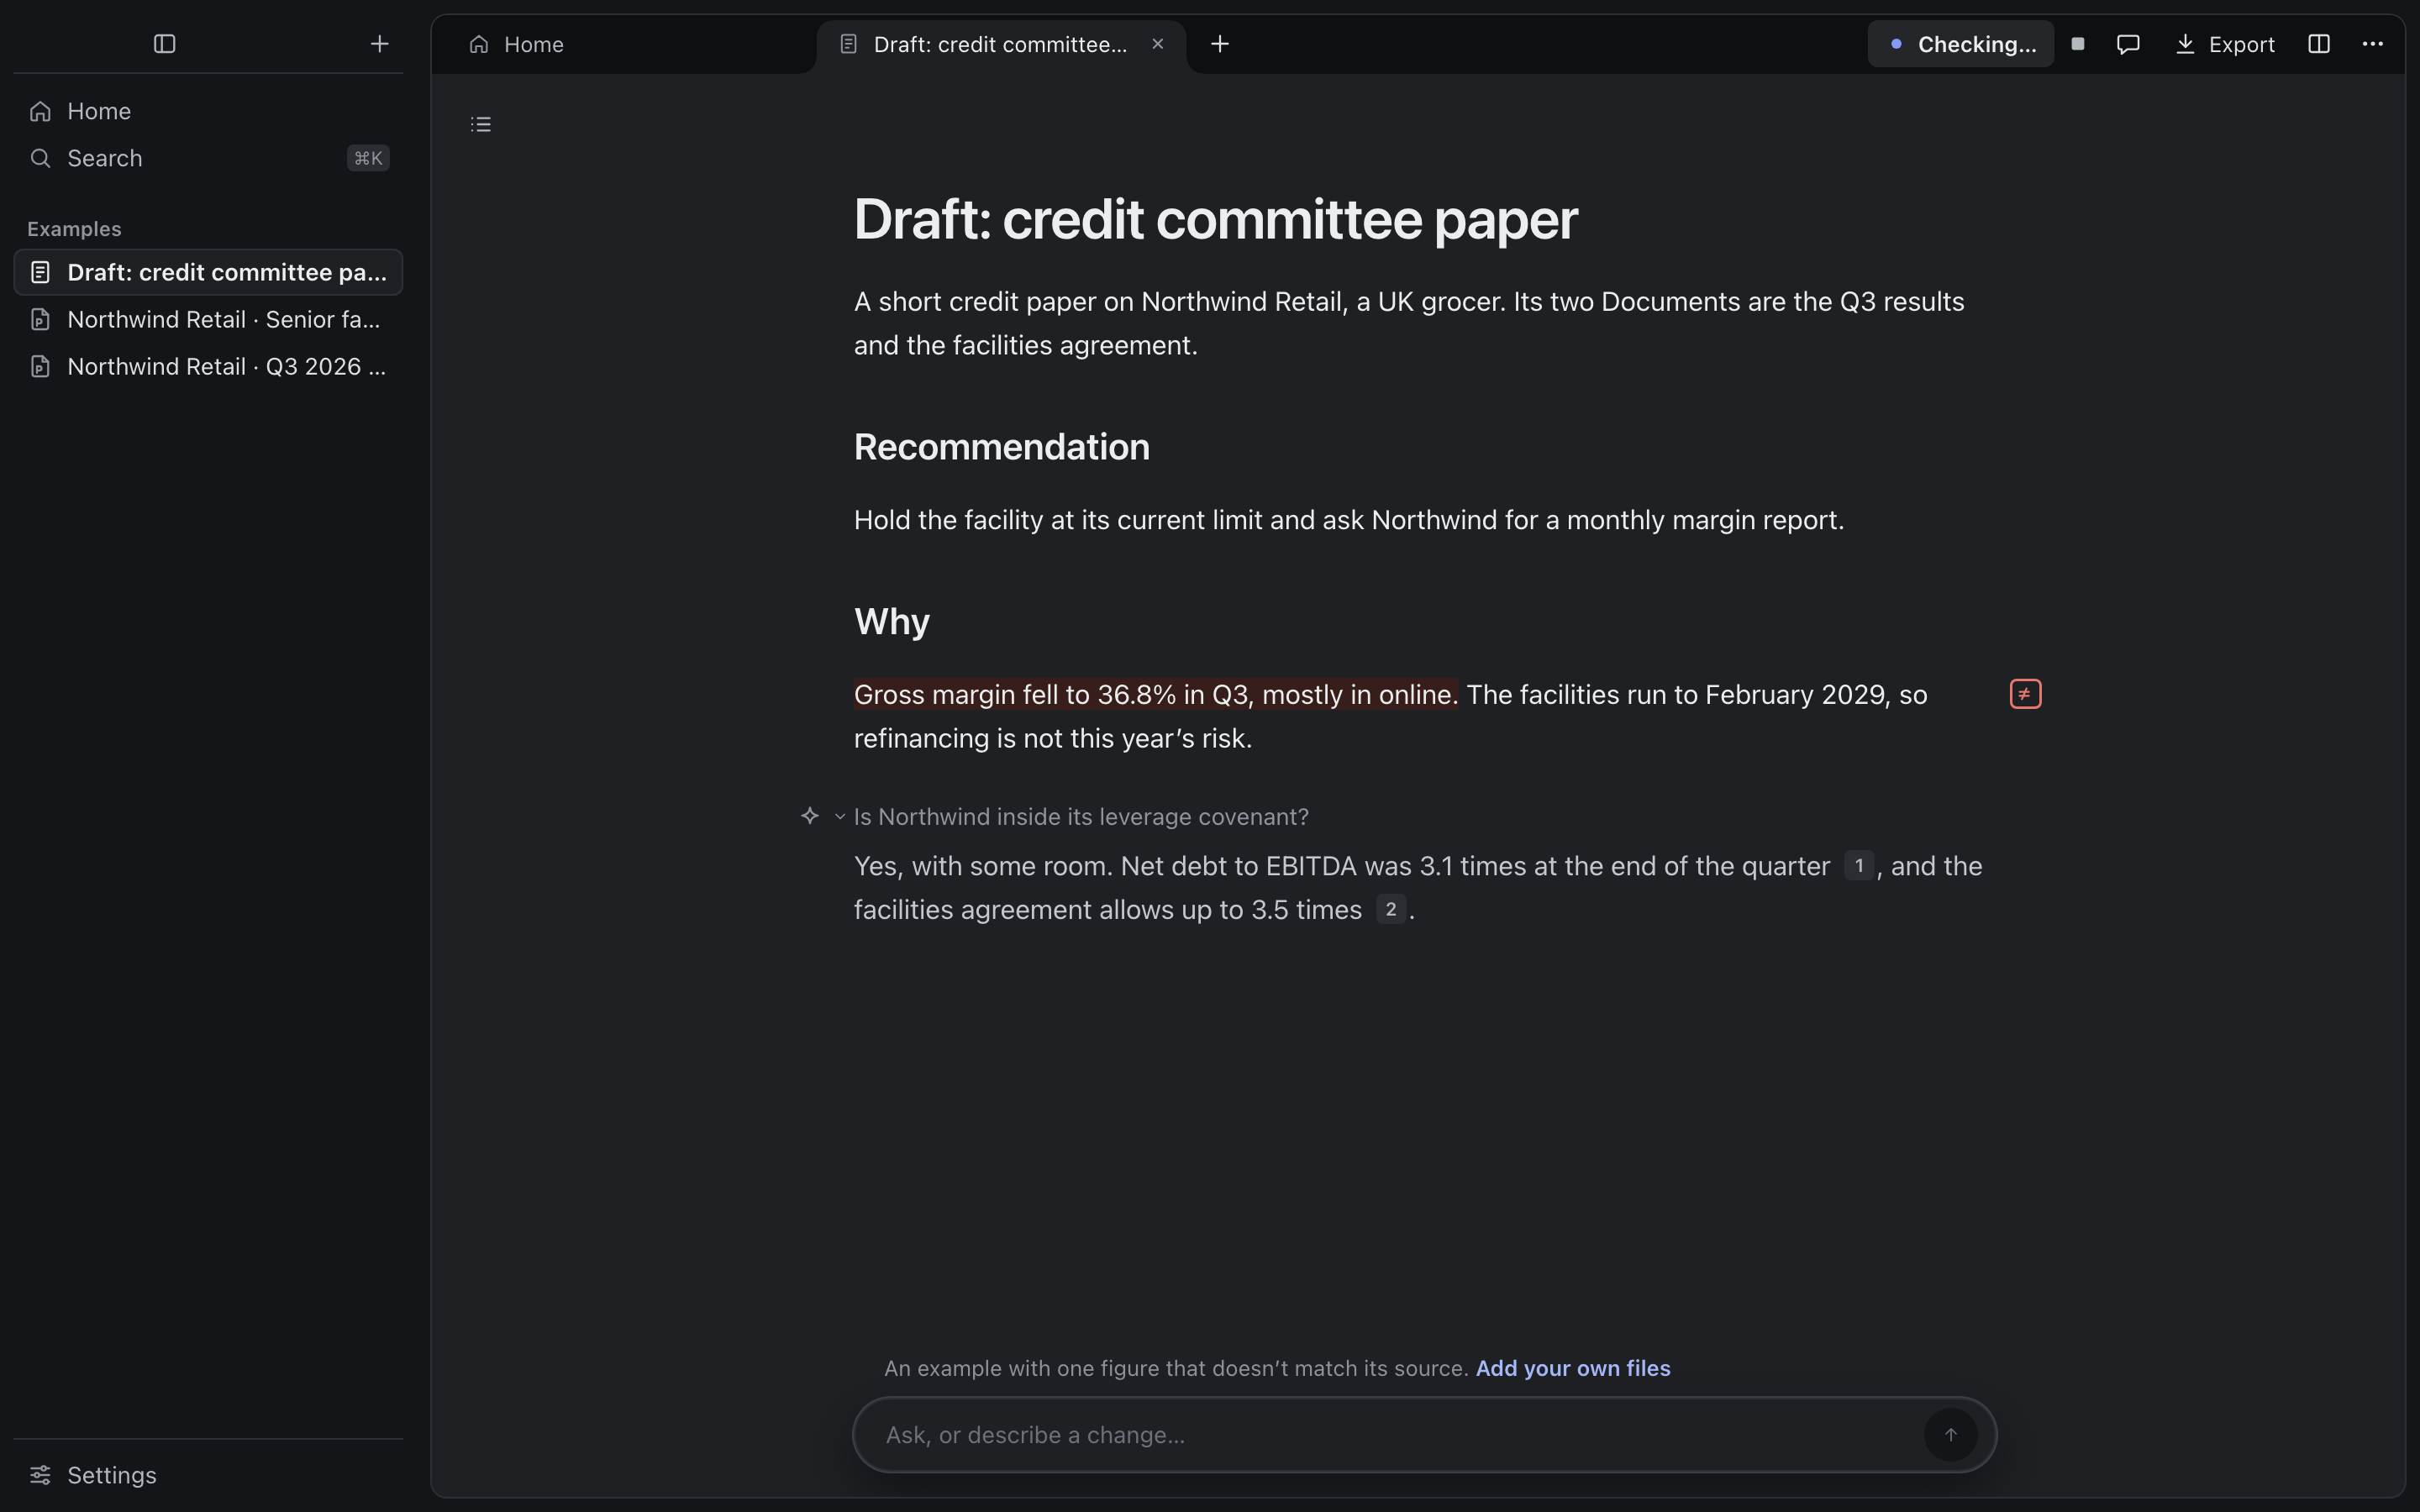 Home
Search
⌘K
Examples
Draft: credit committee pa...
Northwind Retail · Senior fa...
Northwind Retail · Q3 2026 ...
Settings
Home
Draft: credit committee...
Checking...
Export
Draft: credit committee paper
A short credit paper on Northwind Retail, a UK grocer. Its two Documents are the Q3 results
and the facilities agreement.
Recommendation
Hold the facility at its current limit and ask Northwind for a monthly margin report.
Why
Gross margin fell to 36.8% in Q3, mostly in online. The facilities run to February 2029, so
≠
refinancing is not this year’s risk.
Is Northwind inside its leverage covenant?
Yes, with some room. Net debt to EBITDA was 3.1 times at the end of the quarter 1, and the
facilities agreement allows up to 3.5 times 2.
An example with one figure that doesn’t match its source. Add your own files
Ask, or describe a change...